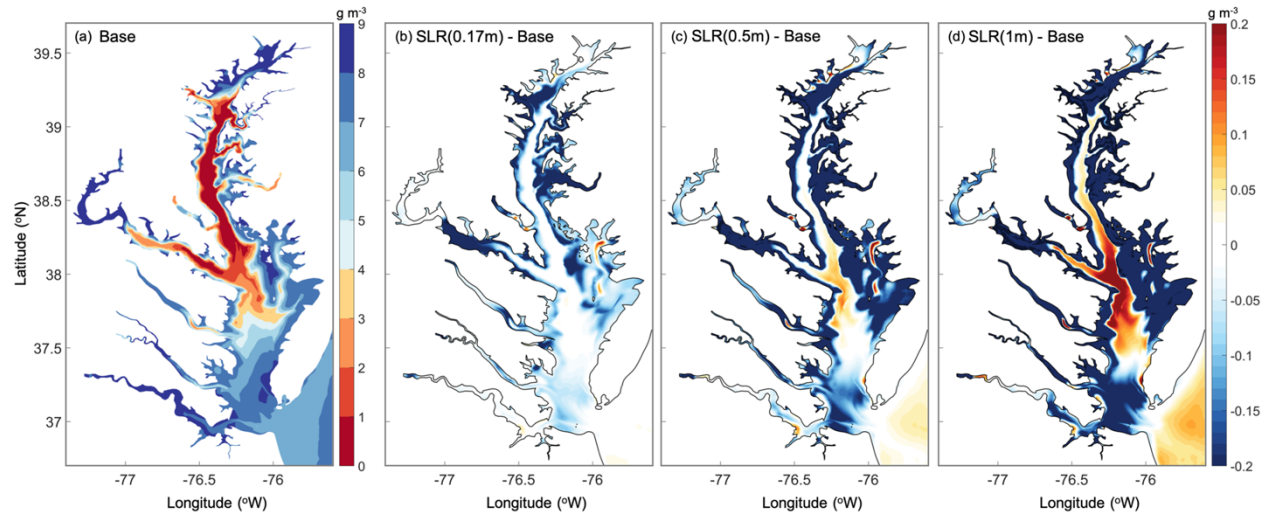 g m⁻³
g m⁻³
(a) Base
(b) SLR(0.17m) - Base
(c) SLR(0.5m) - Base
(d) SLR(1m) - Base
Latitude (°N)
39.5
39
38.5
38
37.5
37
9
8
7
6
5
4
3
2
1
0
0.2
0.15
0.1
0.05
0
-0.05
-0.1
-0.15
-0.2
-77 -76.5 -76
-77 -76.5 -76
-77 -76.5 -76
-77 -76.5 -76
Longitude (°W)
Longitude (°W)
Longitude (°W)
Longitude (°W)